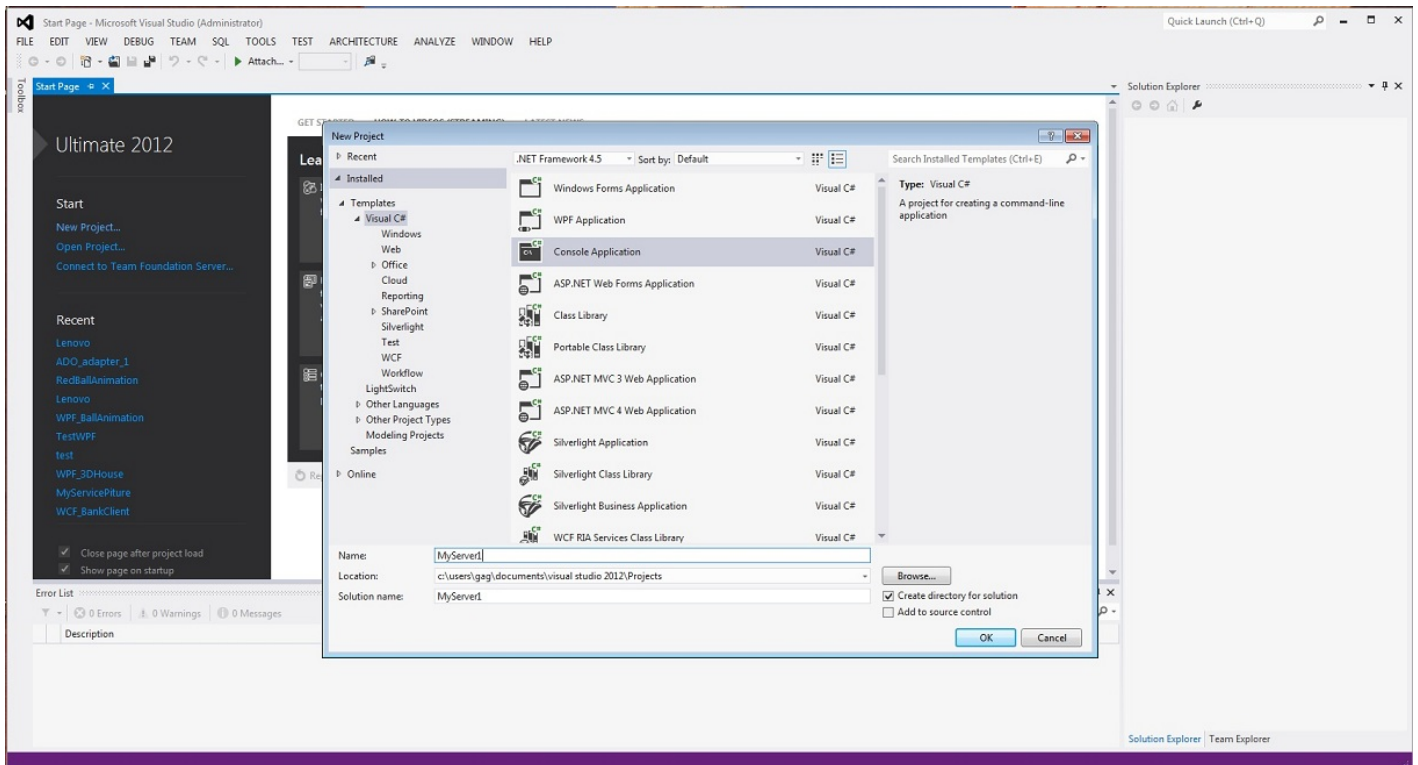 Start Page - Microsoft Visual Studio (Administrator)
Quick Launch (Ctrl+Q)
FILE EDIT VIEW DEBUG TEAM SQL TOOLS TEST ARCHITECTURE ANALYZE WINDOW HELP
Attach...
Toolbox
Start Page
Ultimate 2012
Start
New Project...
Open Project...
Connect to Team Foundation Server...
Recent
Lenovo
ADO_adapter_1
RedBallAnimation
Lenovo
WPF_BallAnimation
TestWPF
test
WPF_3DHouse
MyServicePiture
WCF_BankClient
Close page after project load
Show page on startup
GET STARTED HOW-TO VIDEOS (STREAMING) LATEST NEWS
Lea
New Project
Recent
Installed
Templates
Visual C#
Windows
Web
Office
Cloud
Reporting
SharePoint
Silverlight
Test
WCF
Workflow
LightSwitch
Other Languages
Other Project Types
Modeling Projects
Samples
Online
.NET Framework 4.5 Sort by: Default
Windows Forms Application Visual C#
WPF Application Visual C#
Console Application Visual C#
ASP.NET Web Forms Application Visual C#
Class Library Visual C#
Portable Class Library Visual C#
ASP.NET MVC 3 Web Application Visual C#
ASP.NET MVC 4 Web Application Visual C#
Silverlight Application Visual C#
Silverlight Class Library Visual C#
Silverlight Business Application Visual C#
WCF RIA Services Class Library Visual C#
Search Installed Templates (Ctrl+E)
Type: Visual C#
A project for creating a command-line
application
Name: MyServer1
Location: c:\users\gag\documents\visual studio 2012\Projects
Browse...
Solution name: MyServer1
Create directory for solution
Add to source control
OK Cancel
Error List
0 Errors 0 Warnings 0 Messages
Description
Solution Explorer
Solution Explorer Team Explorer